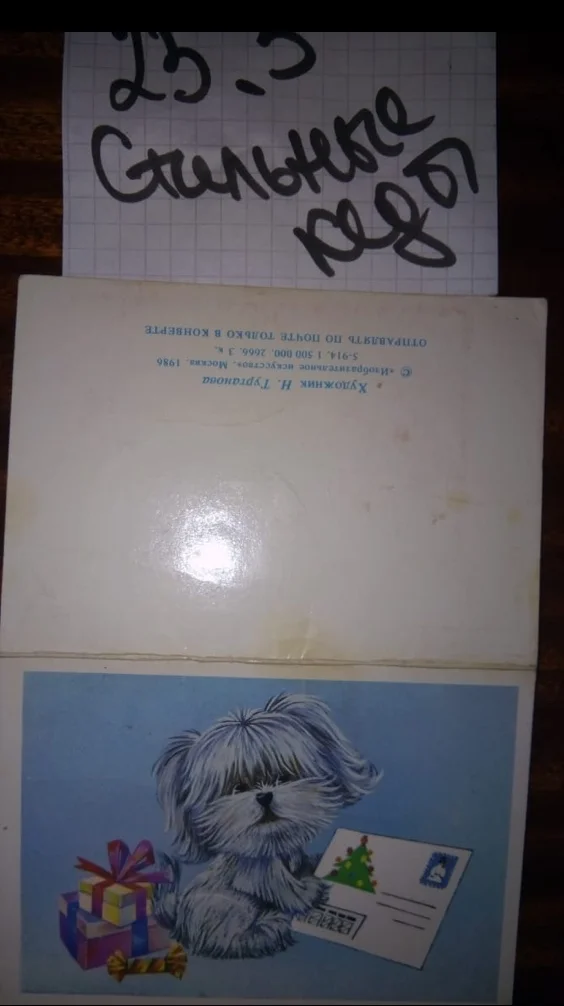 23.5
Стильные
кеды
Художник Н. Турганова
© «Изобразительное искусство». Москва. 1986
5-914. 1 500 000. 2666. 3 к.
ОТПРАВЛЯТЬ ПО ПОЧТЕ ТОЛЬКО В КОНВЕРТЕ